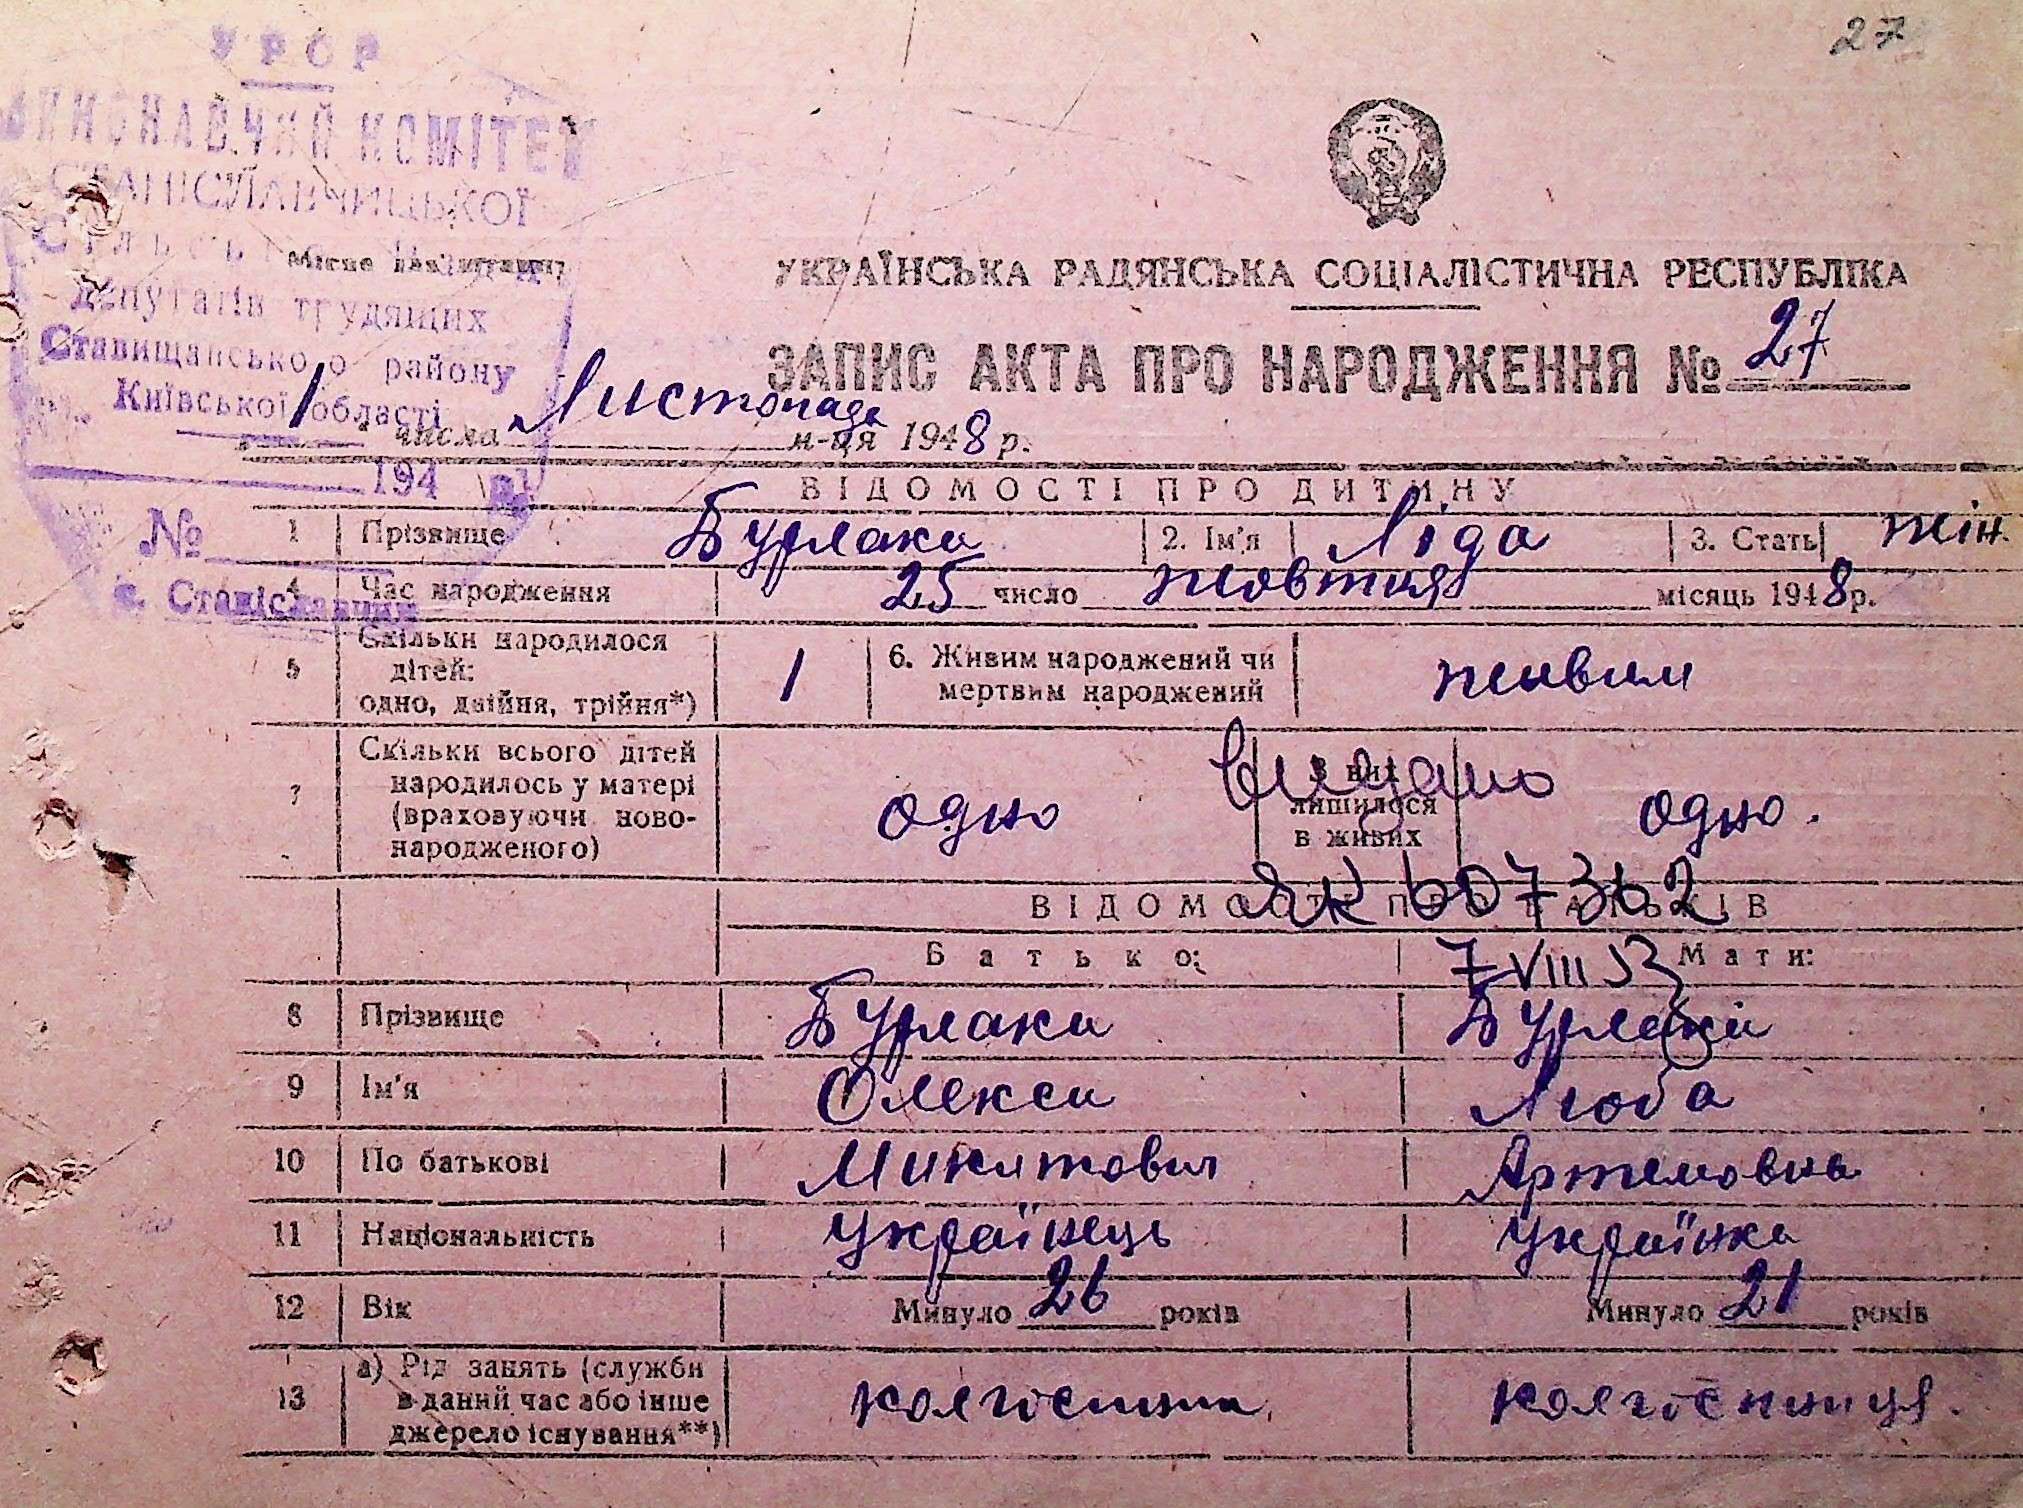 27
УРСР
ВИКОНАВЧИЙ КОМІТЕТ
СТАНІСЛАВЧИЦЬКОЇ
депутатів трудящих
Ставищанського району
Київської області
194 р.
№
с. Станіславчик
УКРАЇНСЬКА РАДЯНСЬКА СОЦІАЛІСТИЧНА РЕСПУБЛІКА
ЗАПИС АКТА ПРО НАРОДЖЕННЯ № 27
1 числа Листопада м-ця 1948 р.
ВІДОМОСТІ ПРО ДИТИНУ
1 Прізвище Бурлака 2. Ім'я Ліда 3. Стать жін.
4 Час народження 25 число жовтня місяць 1948 р.
5 Скільки народилося дітей: одно, двійня, трійня*) 1 6. Живим народжений чи мертвим народжений живим
7 Скільки всього дітей народилось у матері (враховуючи новонародженого) одно З них лишилося в живих одно.
видано
ЯК 607362
7 VIII 53
ВІДОМОСТІ ПРО БАТЬКІВ
Батько: Мати:
8 Прізвище Бурлака Бурлака
9 Ім'я Олекса Люба
10 По батькові Микитович Артемовна
11 Національність Українець Українка
12 Вік Минуло 26 років Минуло 21 років
13 а) Рід занять (служби в даний час або інше джерело існування**) колгоспник колгоспниця.